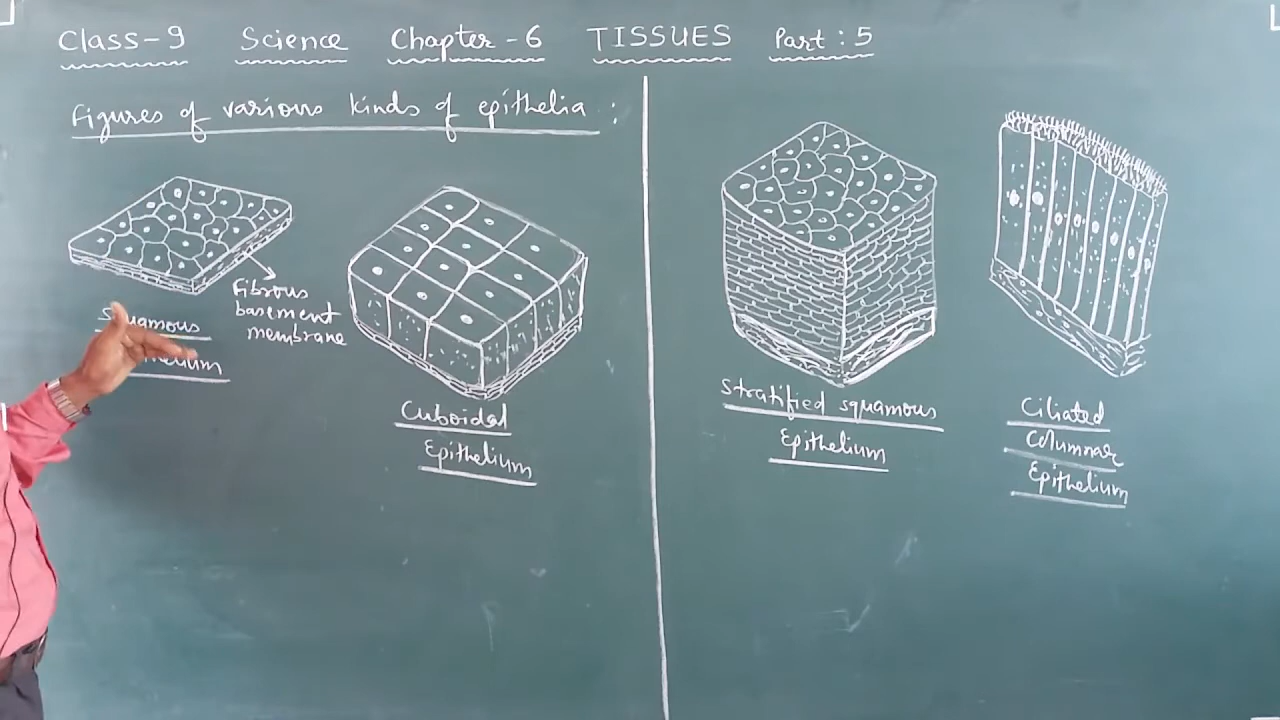 Class-9 Science Chapter-6 TISSUES Part : 5
Figures of various kinds of epithelia :
Fibrous
basement
membrane
Squamous
Cuboidal
Epithelium
Stratified squamous
Epithelium
Ciliated
Columnar
Epithelium